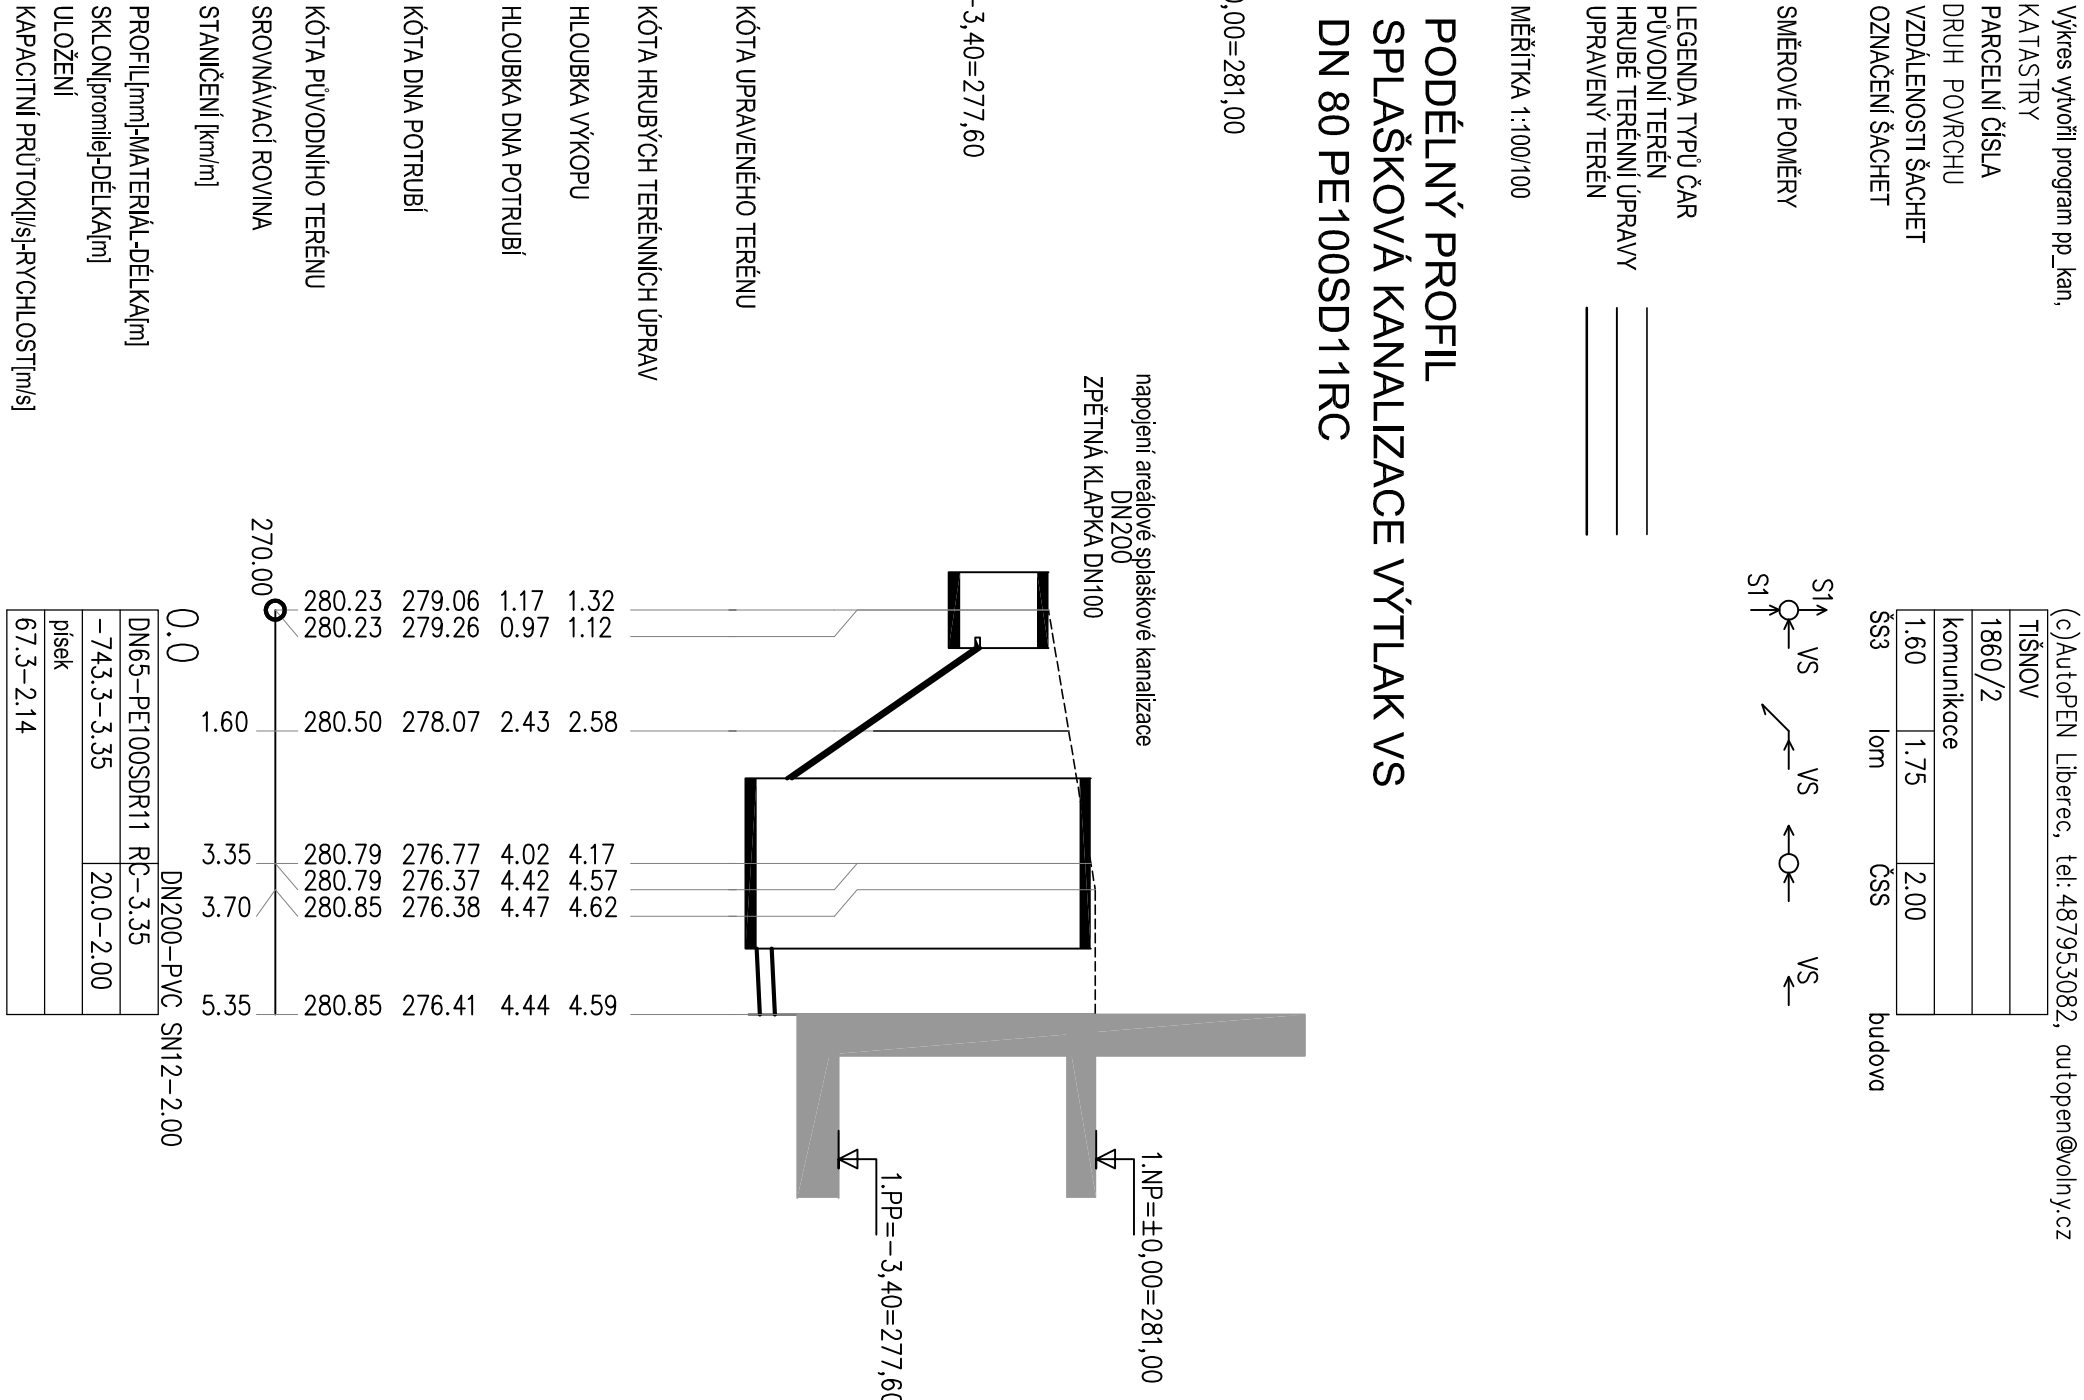 Výkres vytvořil program pp_kan, (c)AutoPEN Liberec, tel: 487953082, autopen@volny.cz
KATASTRY TIŠNOV
PARCELNÍ ČÍSLA 1860/2
DRUH POVRCHU komunikace
VZDÁLENOSTI ŠACHET 1.60 1.75 2.00
OZNAČENÍ ŠACHET ŠS3 lom ČSS budova
SMĚROVÉ POMĚRY S1 S1 VS VS VS
LEGENDA TYPŮ ČAR
PŮVODNÍ TERÉN
HRUBÉ TERÉNNÍ ÚPRAVY
UPRAVENÝ TERÉN
MĚŘÍTKA 1:100/100
PODÉLNÝ PROFIL
SPLAŠKOVÁ KANALIZACE VÝTLAK VS
DN 80 PE100SD11RC
0,00=281,00
1.NP=±0,00=281,00
napojení areálové splaškové kanalizace
DN200
ZPĚTNÁ KLAPKA DN100
-3,40=277,60
1.PP=-3,40=277,60
KÓTA UPRAVENÉHO TERÉNU
KÓTA HRUBÝCH TERÉNNÍCH ÚPRAV
HLOUBKA VÝKOPU 1.32 1.12 2.58 4.17 4.57 4.62 4.59
HLOUBKA DNA POTRUBÍ 1.17 0.97 2.43 4.02 4.42 4.47 4.44
KÓTA DNA POTRUBÍ 279.06 279.26 278.07 276.77 276.37 276.38 276.41
KÓTA PŮVODNÍHO TERÉNU 280.23 280.23 280.50 280.79 280.79 280.85 280.85
SROVNÁVACÍ ROVINA 270.00
STANIČENÍ [km/m] 0.0 1.60 3.35 3.70 5.35
DN200-PVC SN12-2.00
PROFIL[mm]-MATERIÁL-DÉLKA[m] DN65-PE100SDR11 RC-3.35
SKLON[promile]-DÉLKA[m] -743.3-3.35 20.0-2.00
ULOŽENÍ písek
KAPACITNÍ PRŮTOK[l/s]-RYCHLOST[m/s] 67.3-2.14